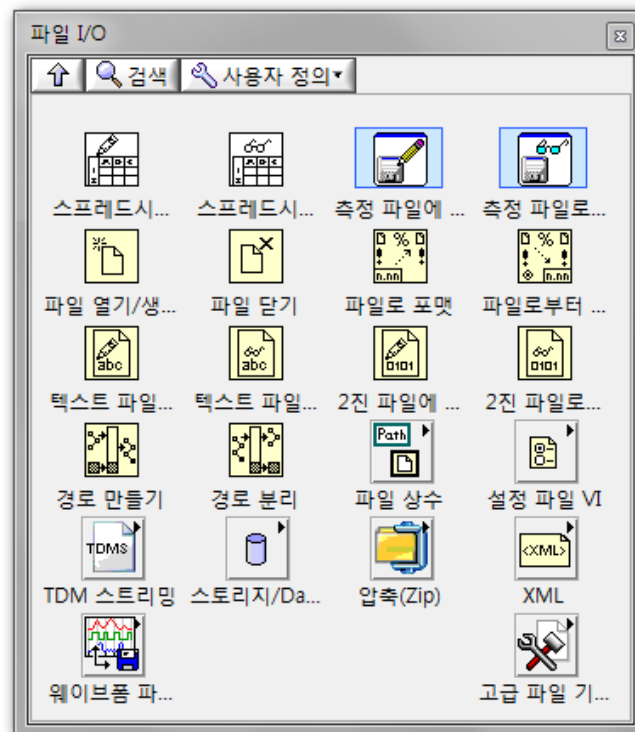 파일 I/O
검색 사용자 정의
스프레드시... 스프레드시... 측정 파일에 ... 측정 파일로...
파일 열기/생... 파일 닫기 파일로 포맷 파일로부터 ...
텍스트 파일... 텍스트 파일... 2진 파일에 ... 2진 파일로...
경로 만들기 경로 분리 파일 상수 설정 파일 VI
TDM 스트리밍 스토리지/Da... 압축(Zip) XML
웨이브폼 파... 고급 파일 기...